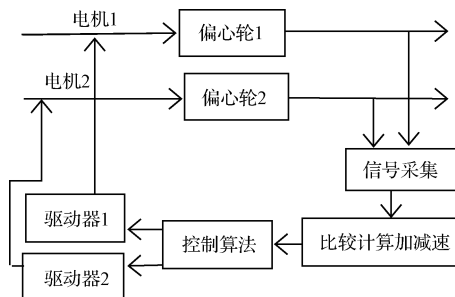 电机1
偏心轮1
电机2
偏心轮2
信号采集
驱动器1
控制算法
比较计算加减速
驱动器2